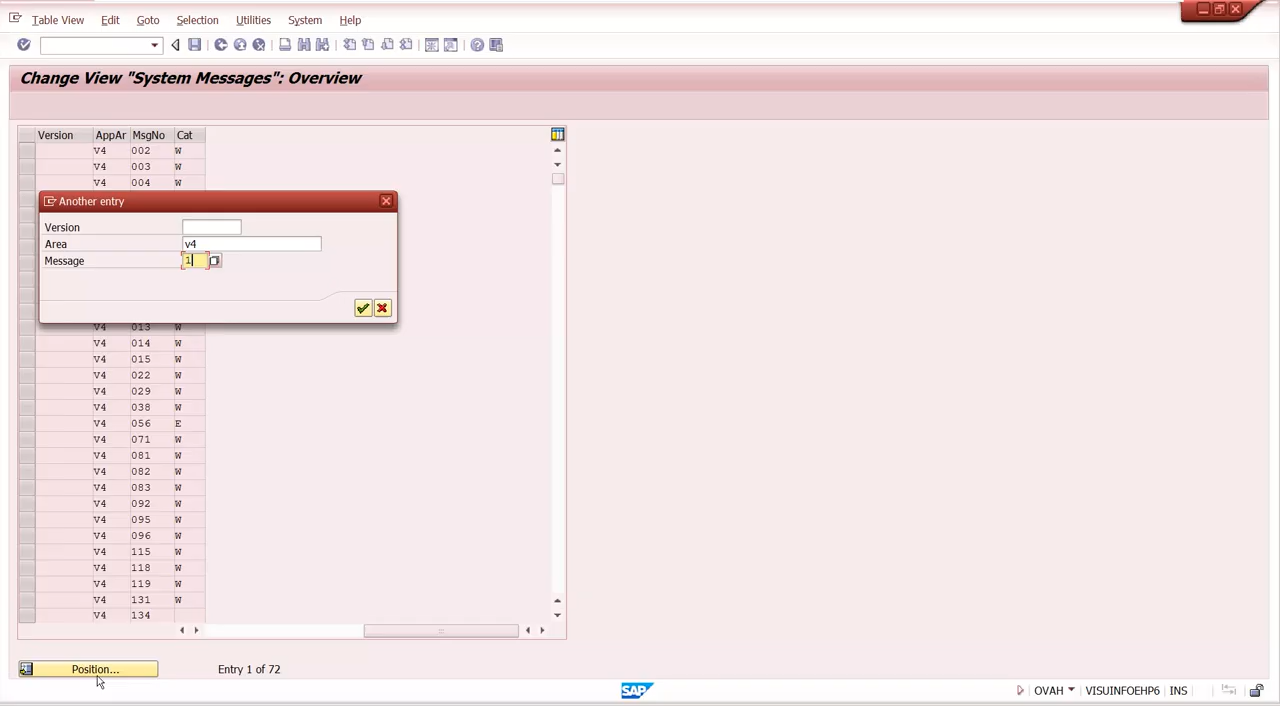 Table View Edit Goto Selection Utilities System Help
Change View "System Messages": Overview
Version AppAr MsgNo Cat
V4 002 W
V4 003 W
V4 004 W
Another entry
Version
Area v4
Message 1
V4 013 W
V4 014 W
V4 015 W
V4 022 W
V4 029 W
V4 038 W
V4 056 E
V4 071 W
V4 081 W
V4 082 W
V4 083 W
V4 092 W
V4 095 W
V4 096 W
V4 115 W
V4 118 W
V4 119 W
V4 131 W
V4 134
Position... Entry 1 of 72
SAP OVAH VISUINFOEHP6 INS